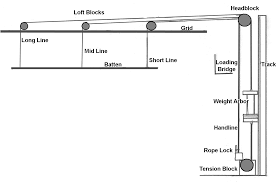 Headblock
Loft Blocks
Grid
Long Line
Mid Line
Short Line
Batten
Loading
Bridge
Track
Weight Arbor
Handline
Rope Lock
Tension Block